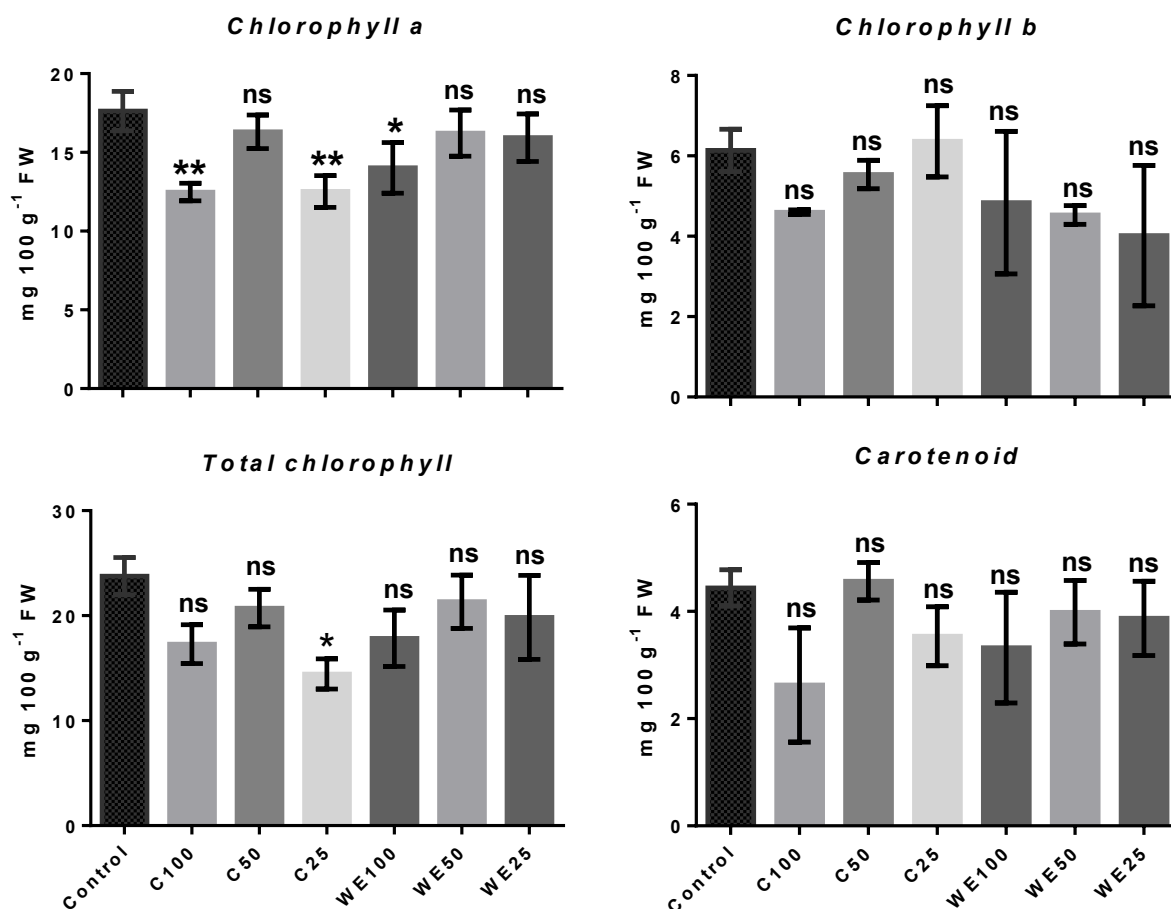 Chlorophyll a
mg 100 g⁻¹ FW
20
15
10
5
0
**
ns
**
*
ns
ns
Chlorophyll b
mg 100 g⁻¹ FW
8
6
4
2
0
ns
ns
ns
ns
ns
ns
Total chlorophyll
mg 100 g⁻¹ FW
30
20
10
0
ns
ns
*
ns
ns
ns
Control
C100
C50
C25
WE100
WE50
WE25
Carotenoid
mg 100 g⁻¹ FW
6
4
2
0
ns
ns
ns
ns
ns
ns
Control
C100
C50
C25
WE100
WE50
WE25